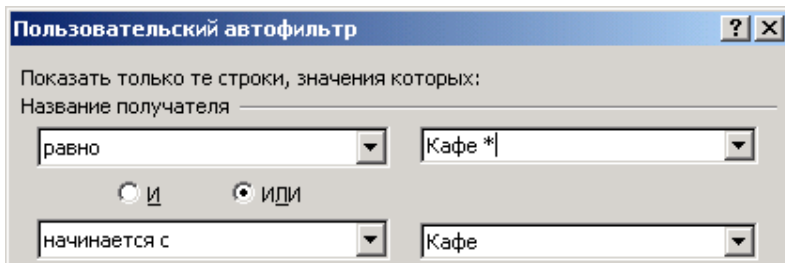 Пользовательский автофильтр ? ×
Показать только те строки, значения которых:
Название получателя
равно Кафе *
И ИЛИ
начинается с Кафе